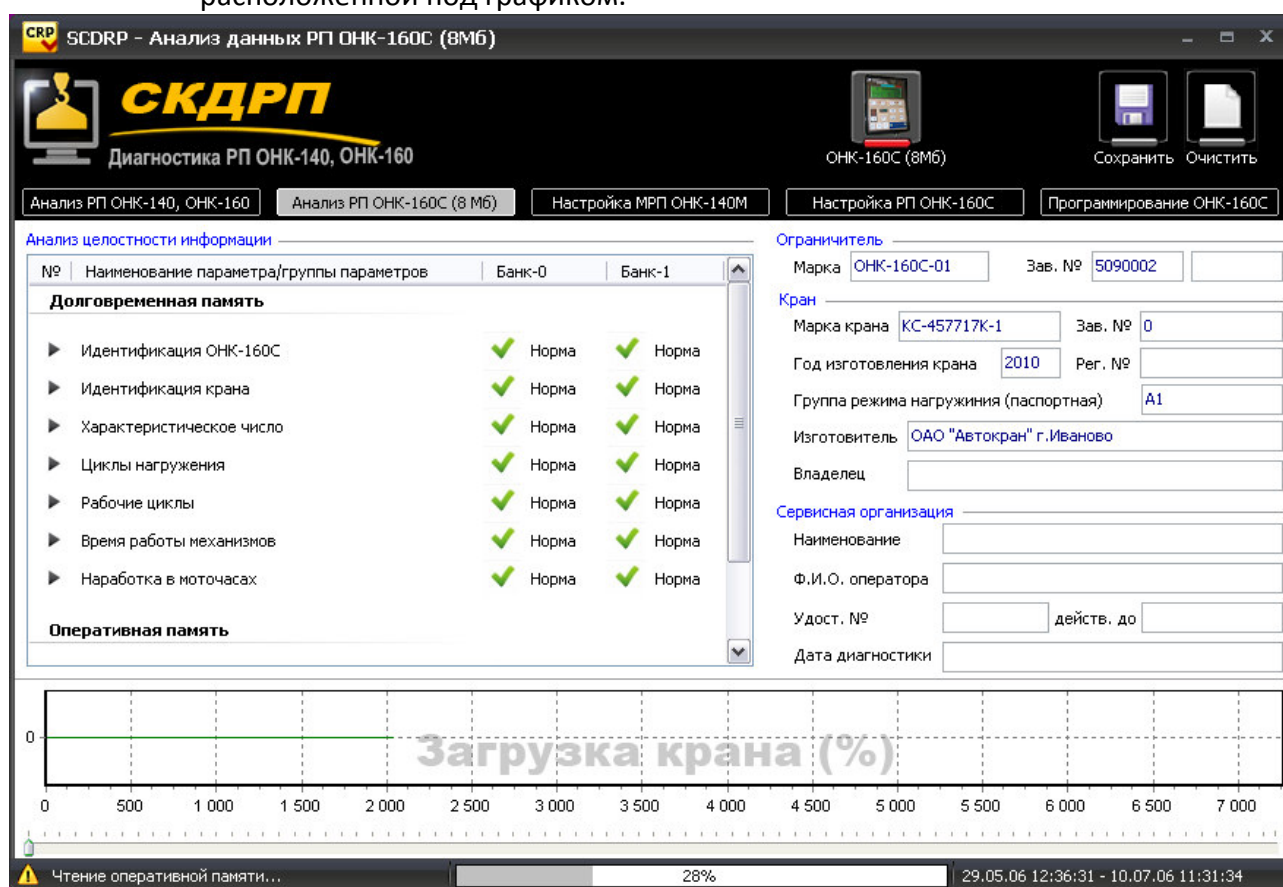 расположенной под графиком.
CRP SCDRP - Анализ данных РП ОНК-160С (8Мб)
СКДРП
Диагностика РП ОНК-140, ОНК-160
ОНК-160С (8Мб) Сохранить Очистить
Анализ РП ОНК-140, ОНК-160 Анализ РП ОНК-160С (8 Мб) Настройка МРП ОНК-140М Настройка РП ОНК-160С Программирование ОНК-160С
Анализ целостности информации
№ Наименование параметра/группы параметров Банк-0 Банк-1
Долговременная память
Идентификация ОНК-160С Норма Норма
Идентификация крана Норма Норма
Характеристическое число Норма Норма
Циклы нагружения Норма Норма
Рабочие циклы Норма Норма
Время работы механизмов Норма Норма
Наработка в моточасах Норма Норма
Оперативная память
Ограничитель
Марка ОНК-160С-01 Зав. № 5090002
Кран
Марка крана КС-457717К-1 Зав. № 0
Год изготовления крана 2010 Рег. №
Группа режима нагружиния (паспортная) А1
Изготовитель ОАО "Автокран" г.Иваново
Владелец
Сервисная организация
Наименование
Ф.И.О. оператора
Удост. № действ. до
Дата диагностики
0
Загрузка крана (%)
0 500 1 000 1 500 2 000 2 500 3 000 3 500 4 000 4 500 5 000 5 500 6 000 6 500 7 000
Чтение оперативной памяти... 28% 29.05.06 12:36:31 - 10.07.06 11:31:34